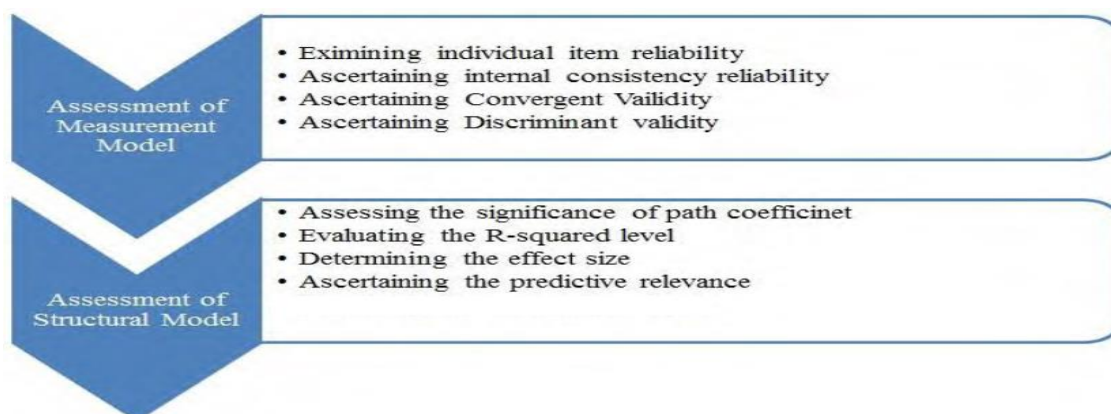 Assessment of
Measurement
Model
• Eximining individual item reliability
• Ascertaining internal consistency reliability
• Ascertaining Convergent Vailidity
• Ascertaining Discriminant validity
Assessment of
Structural Model
• Assessing the significance of path coefficinet
• Evaluating the R-squared level
• Determining the effect size
• Ascertaining the predictive relevance